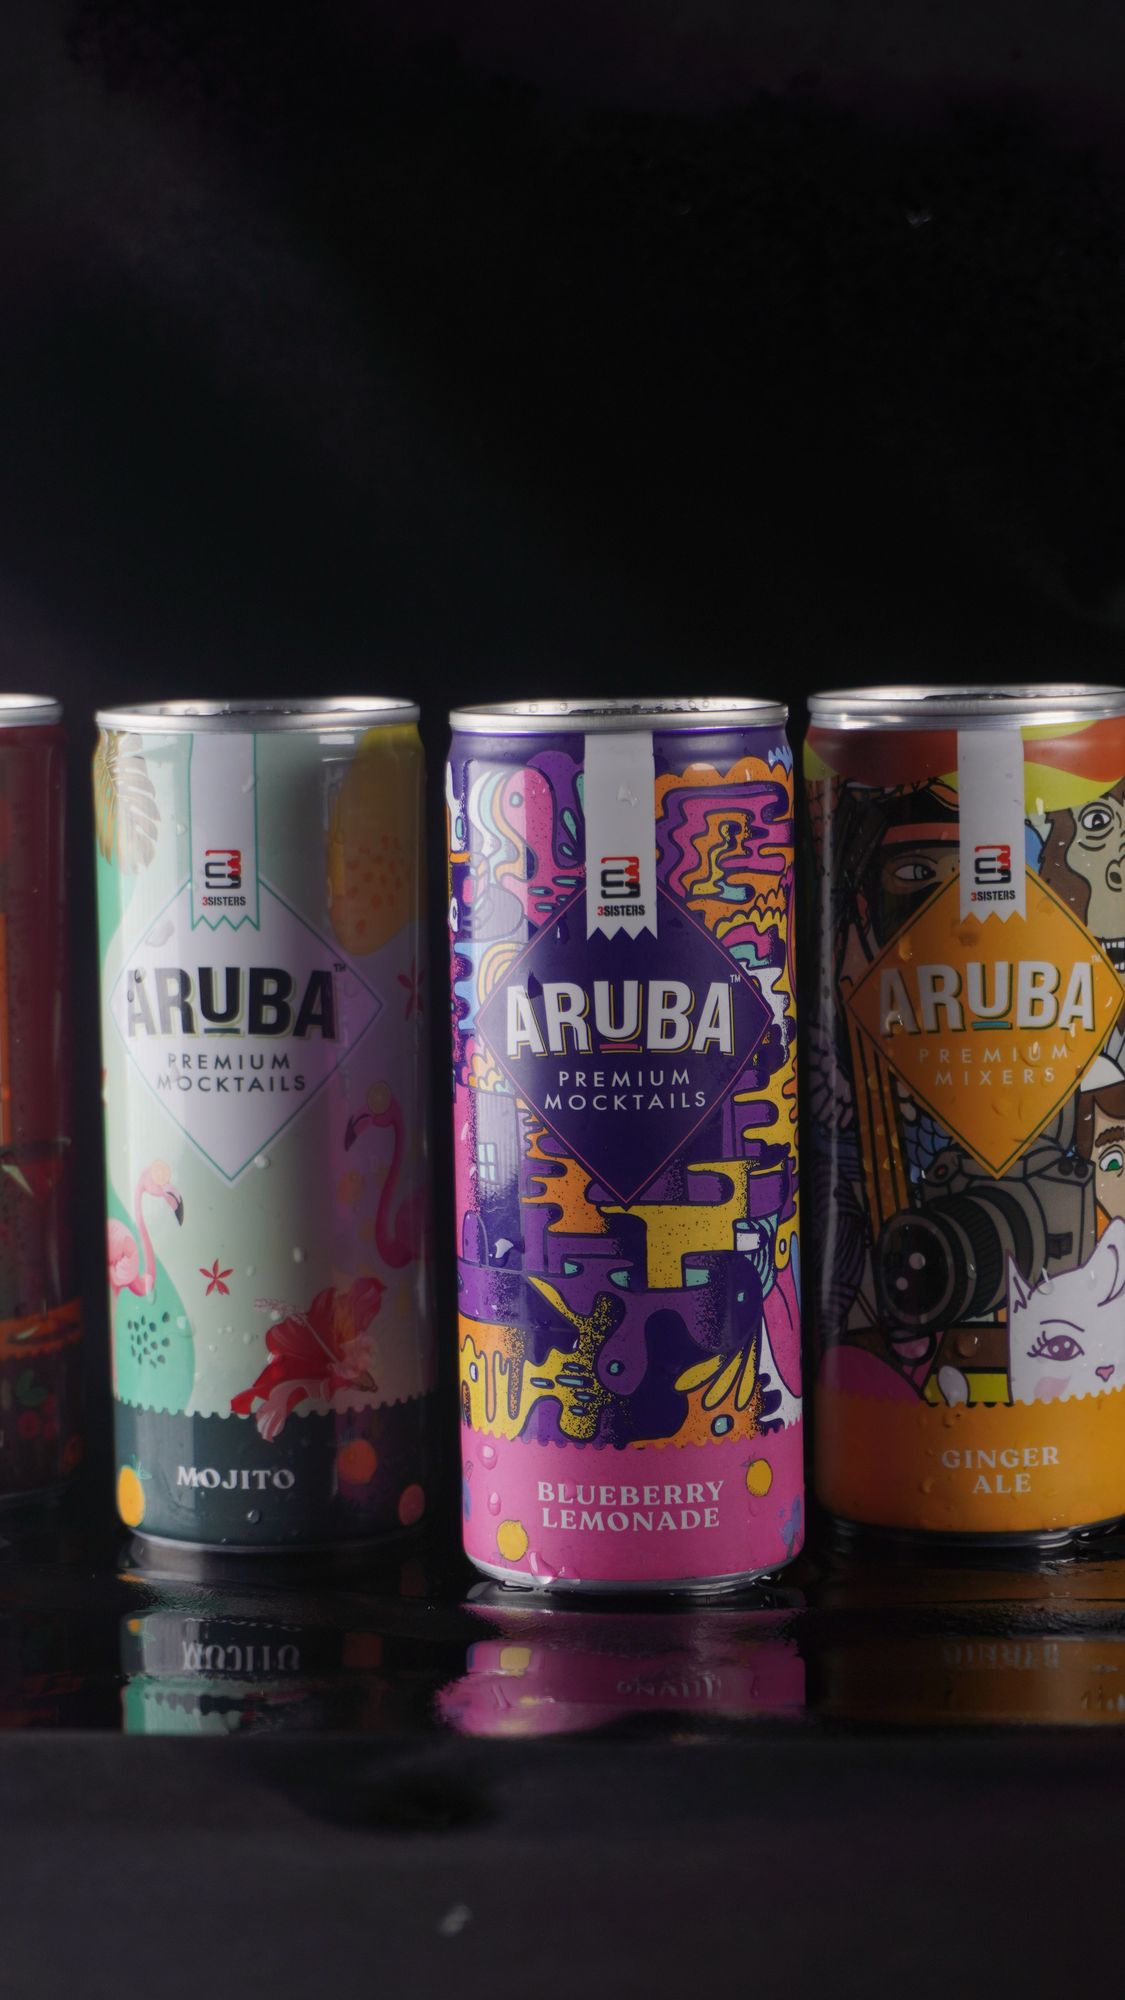 3SISTERS
ARUBA™
PREMIUM
MOCKTAILS
MOJITO
3SISTERS
ARUBA™
PREMIUM
MOCKTAILS
BLUEBERRY
LEMONADE
3SISTERS
ARUBA™
PREMIUM
MIXERS
GINGER
ALE